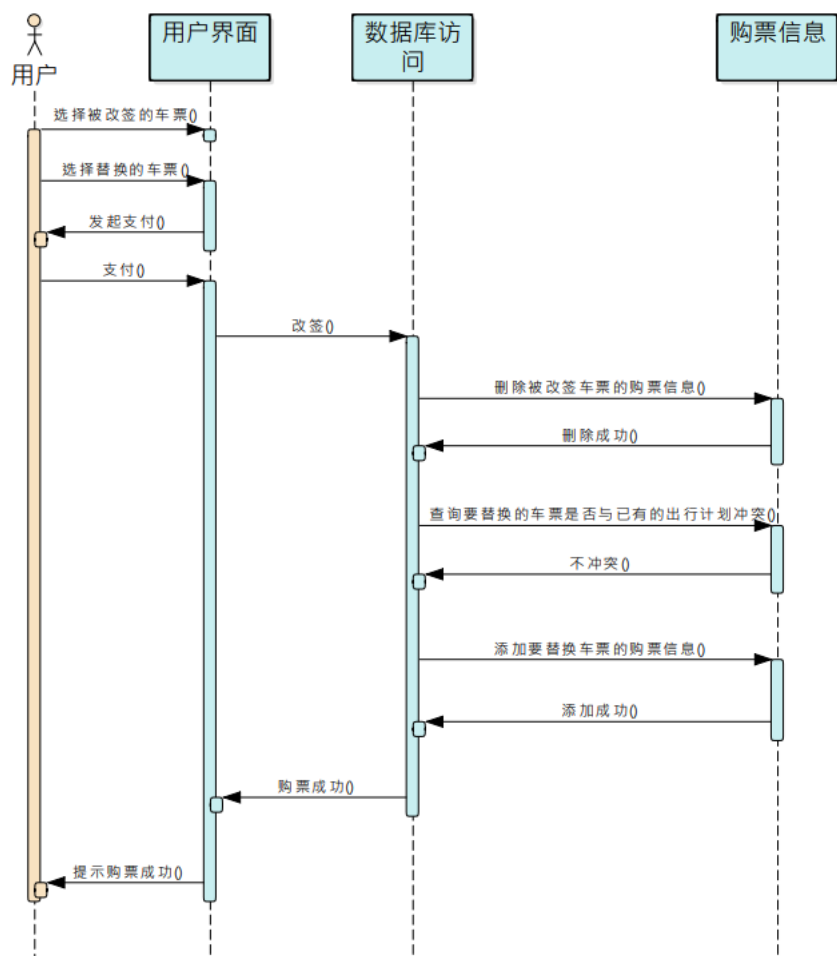 用户
用户界面
数据库访
问
购票信息
选择被改签的车票()
选择替换的车票()
发起支付()
支付()
改签()
删除被改签车票的购票信息()
删除成功()
查询要替换的车票是否与已有的出行计划冲突()
不冲突()
添加要替换车票的购票信息()
添加成功()
购票成功()
提示购票成功()